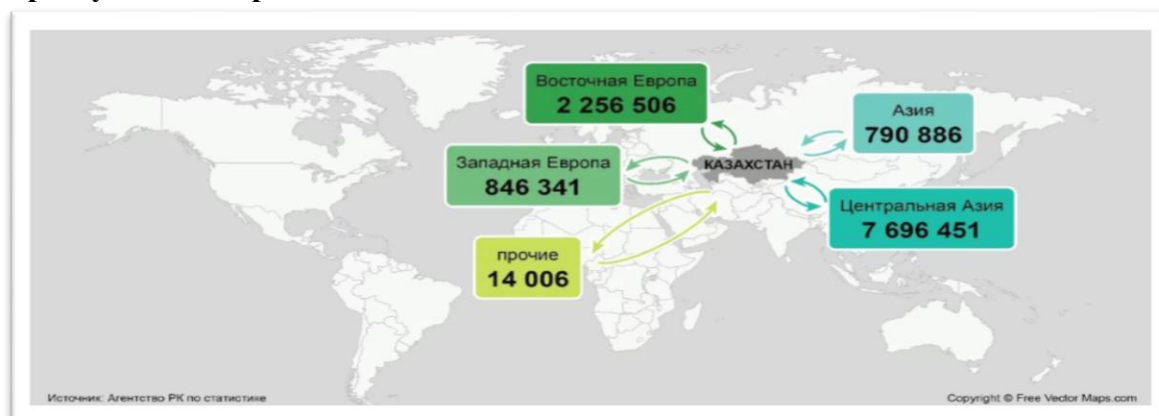 Восточная Европа
2 256 506
Азия
790 886
Западная Европа
846 341
КАЗАХСТАН
Центральная Азия
7 696 451
прочие
14 006
Источник: Агентство РК по статистике
Copyright © Free Vector Maps.com